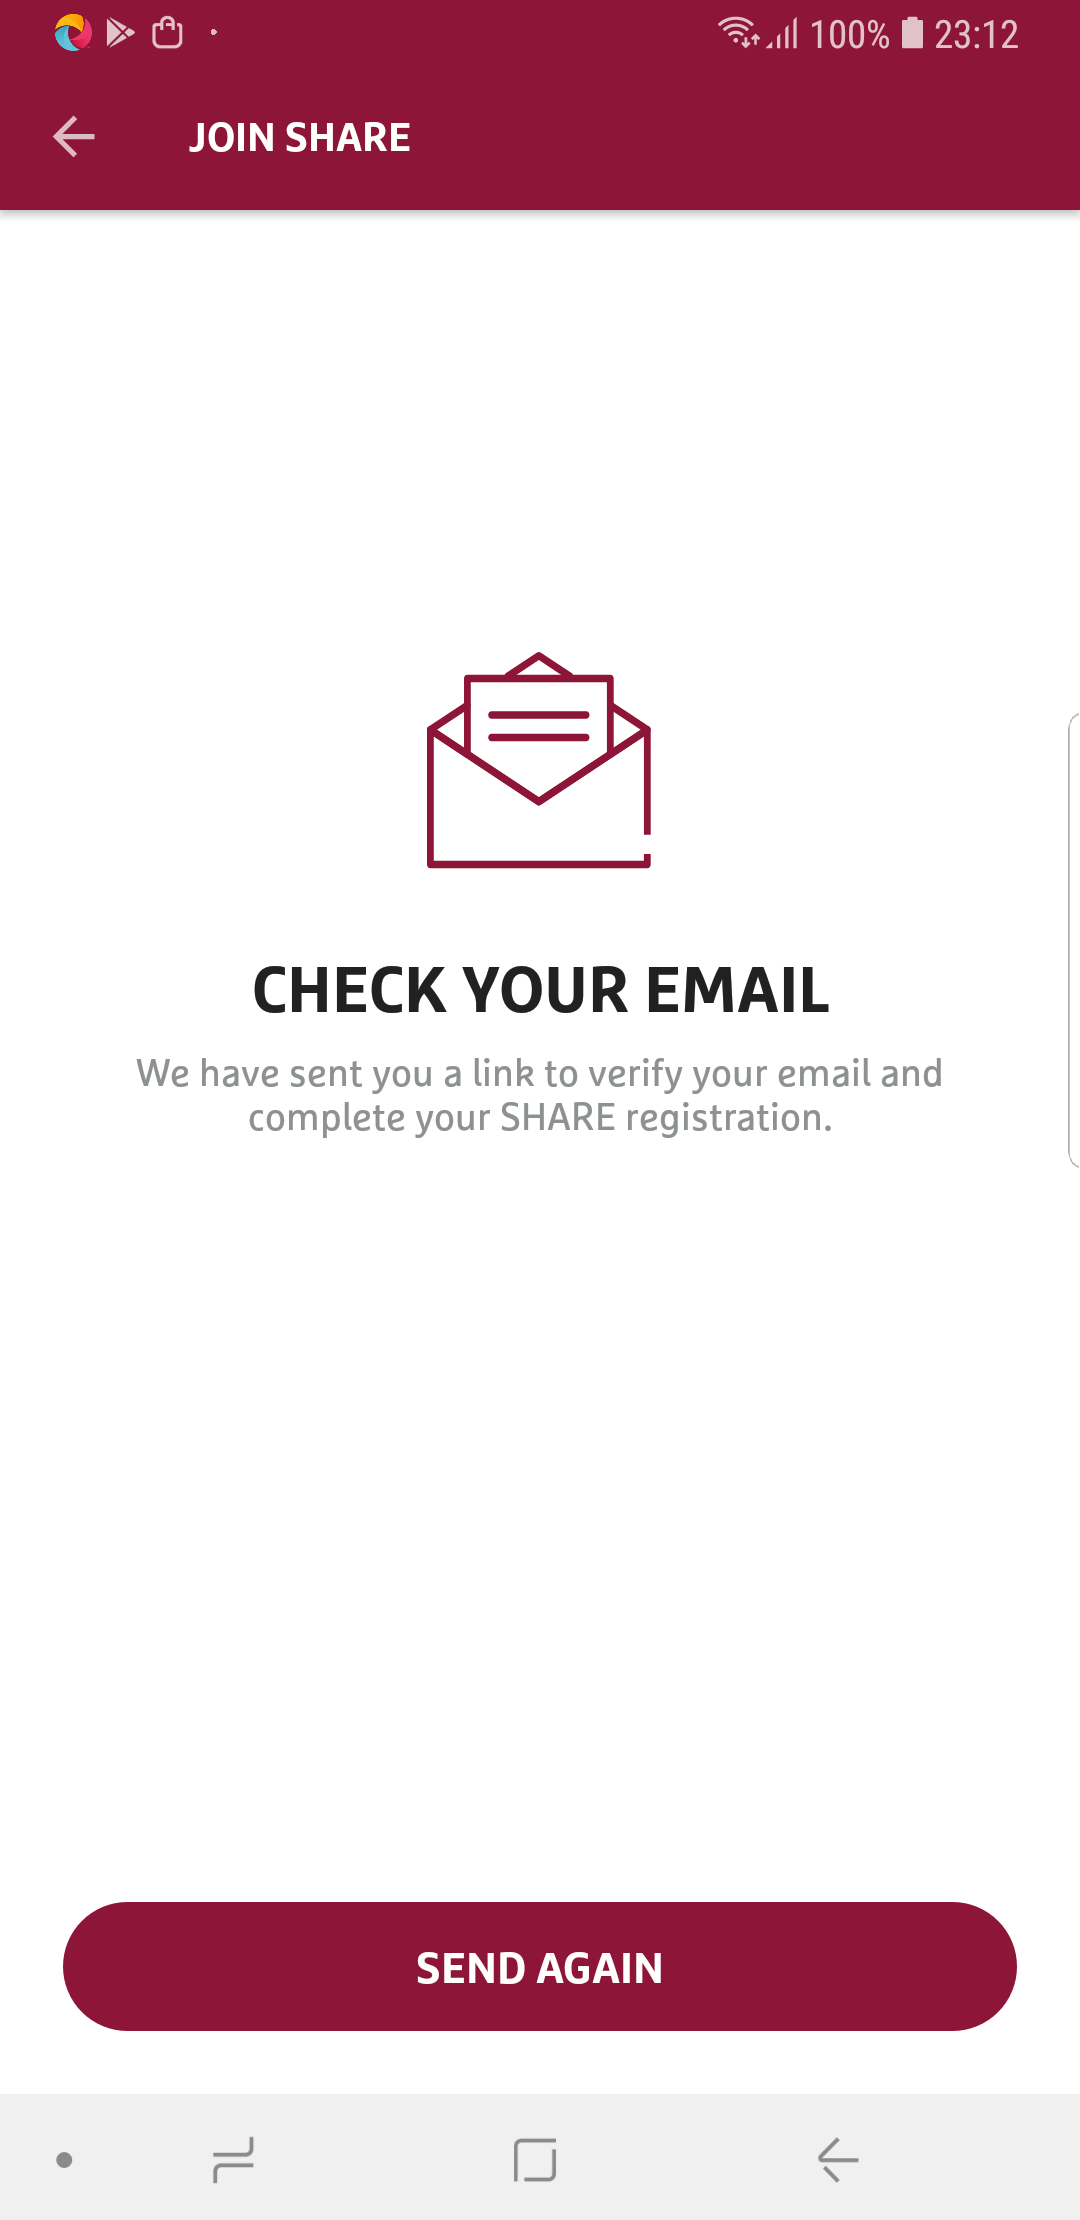 100% 23:12
JOIN SHARE
CHECK YOUR EMAIL
We have sent you a link to verify your email and
complete your SHARE registration.
SEND AGAIN